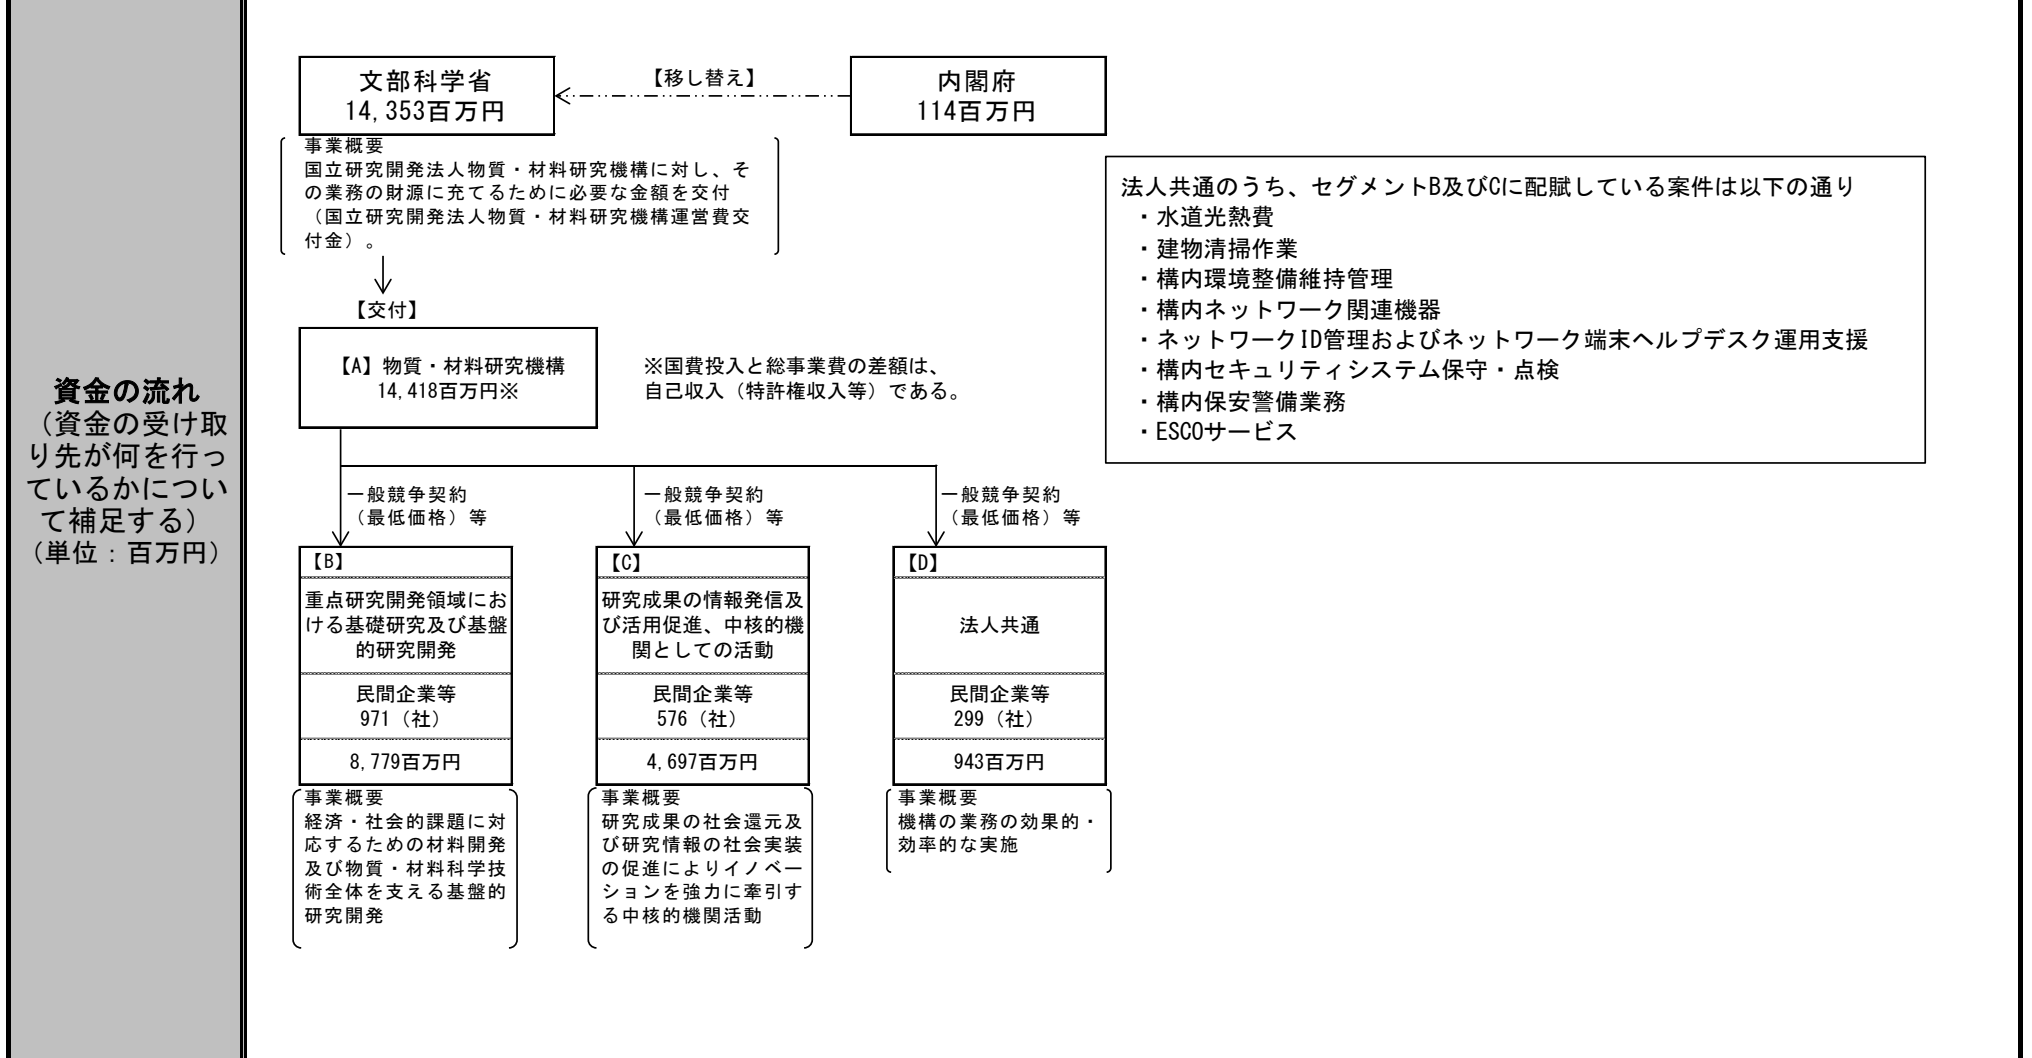 資金の流れ
（資金の受け取
り先が何を行っ
ているかについ
て補足する）
（単位：百万円）
文部科学省
14,353百万円
【移し替え】
内閣府
114百万円
事業概要
国立研究開発法人物質・材料研究機構に対し、そ
の業務の財源に充てるために必要な金額を交付
（国立研究開発法人物質・材料研究機構運営費交
付金）。
【交付】
【A】物質・材料研究機構
14,418百万円※
※国費投入と総事業費の差額は、
自己収入（特許権収入等）である。
法人共通のうち、セグメントB及びCに配賦している案件は以下の通り
・水道光熱費
・建物清掃作業
・構内環境整備維持管理
・構内ネットワーク関連機器
・ネットワークID管理およびネットワーク端末ヘルプデスク運用支援
・構内セキュリティシステム保守・点検
・構内保安警備業務
・ESCOサービス
一般競争契約
（最低価格）等
【B】
重点研究開発領域にお
ける基礎研究及び基盤
的研究開発
民間企業等
971（社）
8,779百万円
事業概要
経済・社会的課題に対
応するための材料開発
及び物質・材料科学技
術全体を支える基盤的
研究開発
一般競争契約
（最低価格）等
【C】
研究成果の情報発信及
び活用促進、中核的機
関としての活動
民間企業等
576（社）
4,697百万円
事業概要
研究成果の社会還元及
び研究情報の社会実装
の促進によりイノベー
ションを強力に牽引す
る中核的機関活動
一般競争契約
（最低価格）等
【D】
法人共通
民間企業等
299（社）
943百万円
事業概要
機構の業務の効果的・
効率的な実施